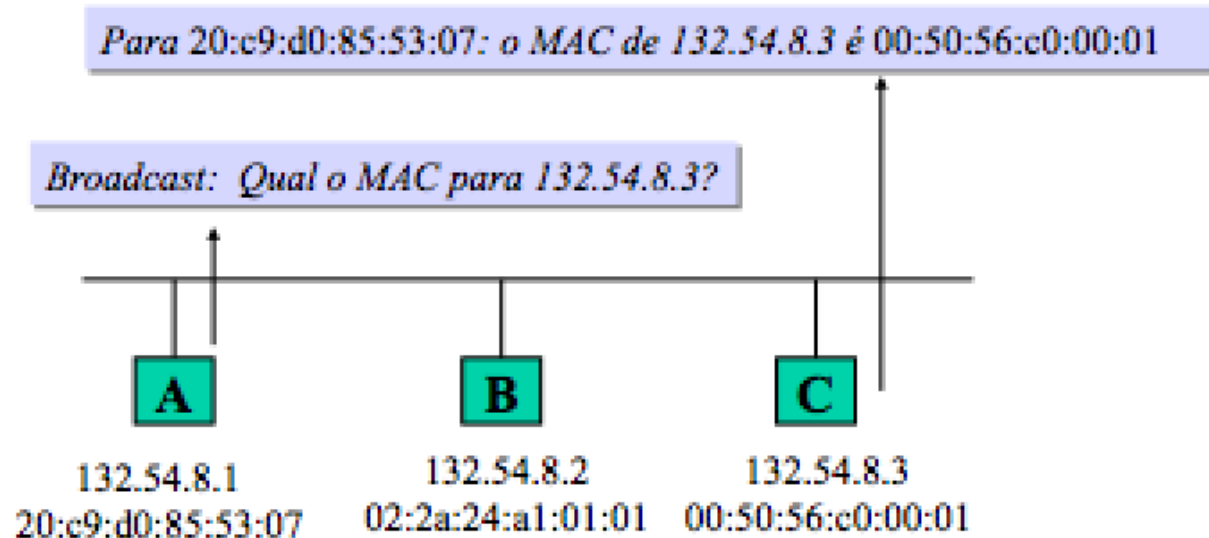 Para 20:c9:d0:85:53:07: o MAC de 132.54.8.3 é 00:50:56:c0:00:01
Broadcast: Qual o MAC para 132.54.8.3?
A
B
C
132.54.8.1
132.54.8.2
132.54.8.3
20:c9:d0:85:53:07
02:2a:24:a1:01:01
00:50:56:c0:00:01